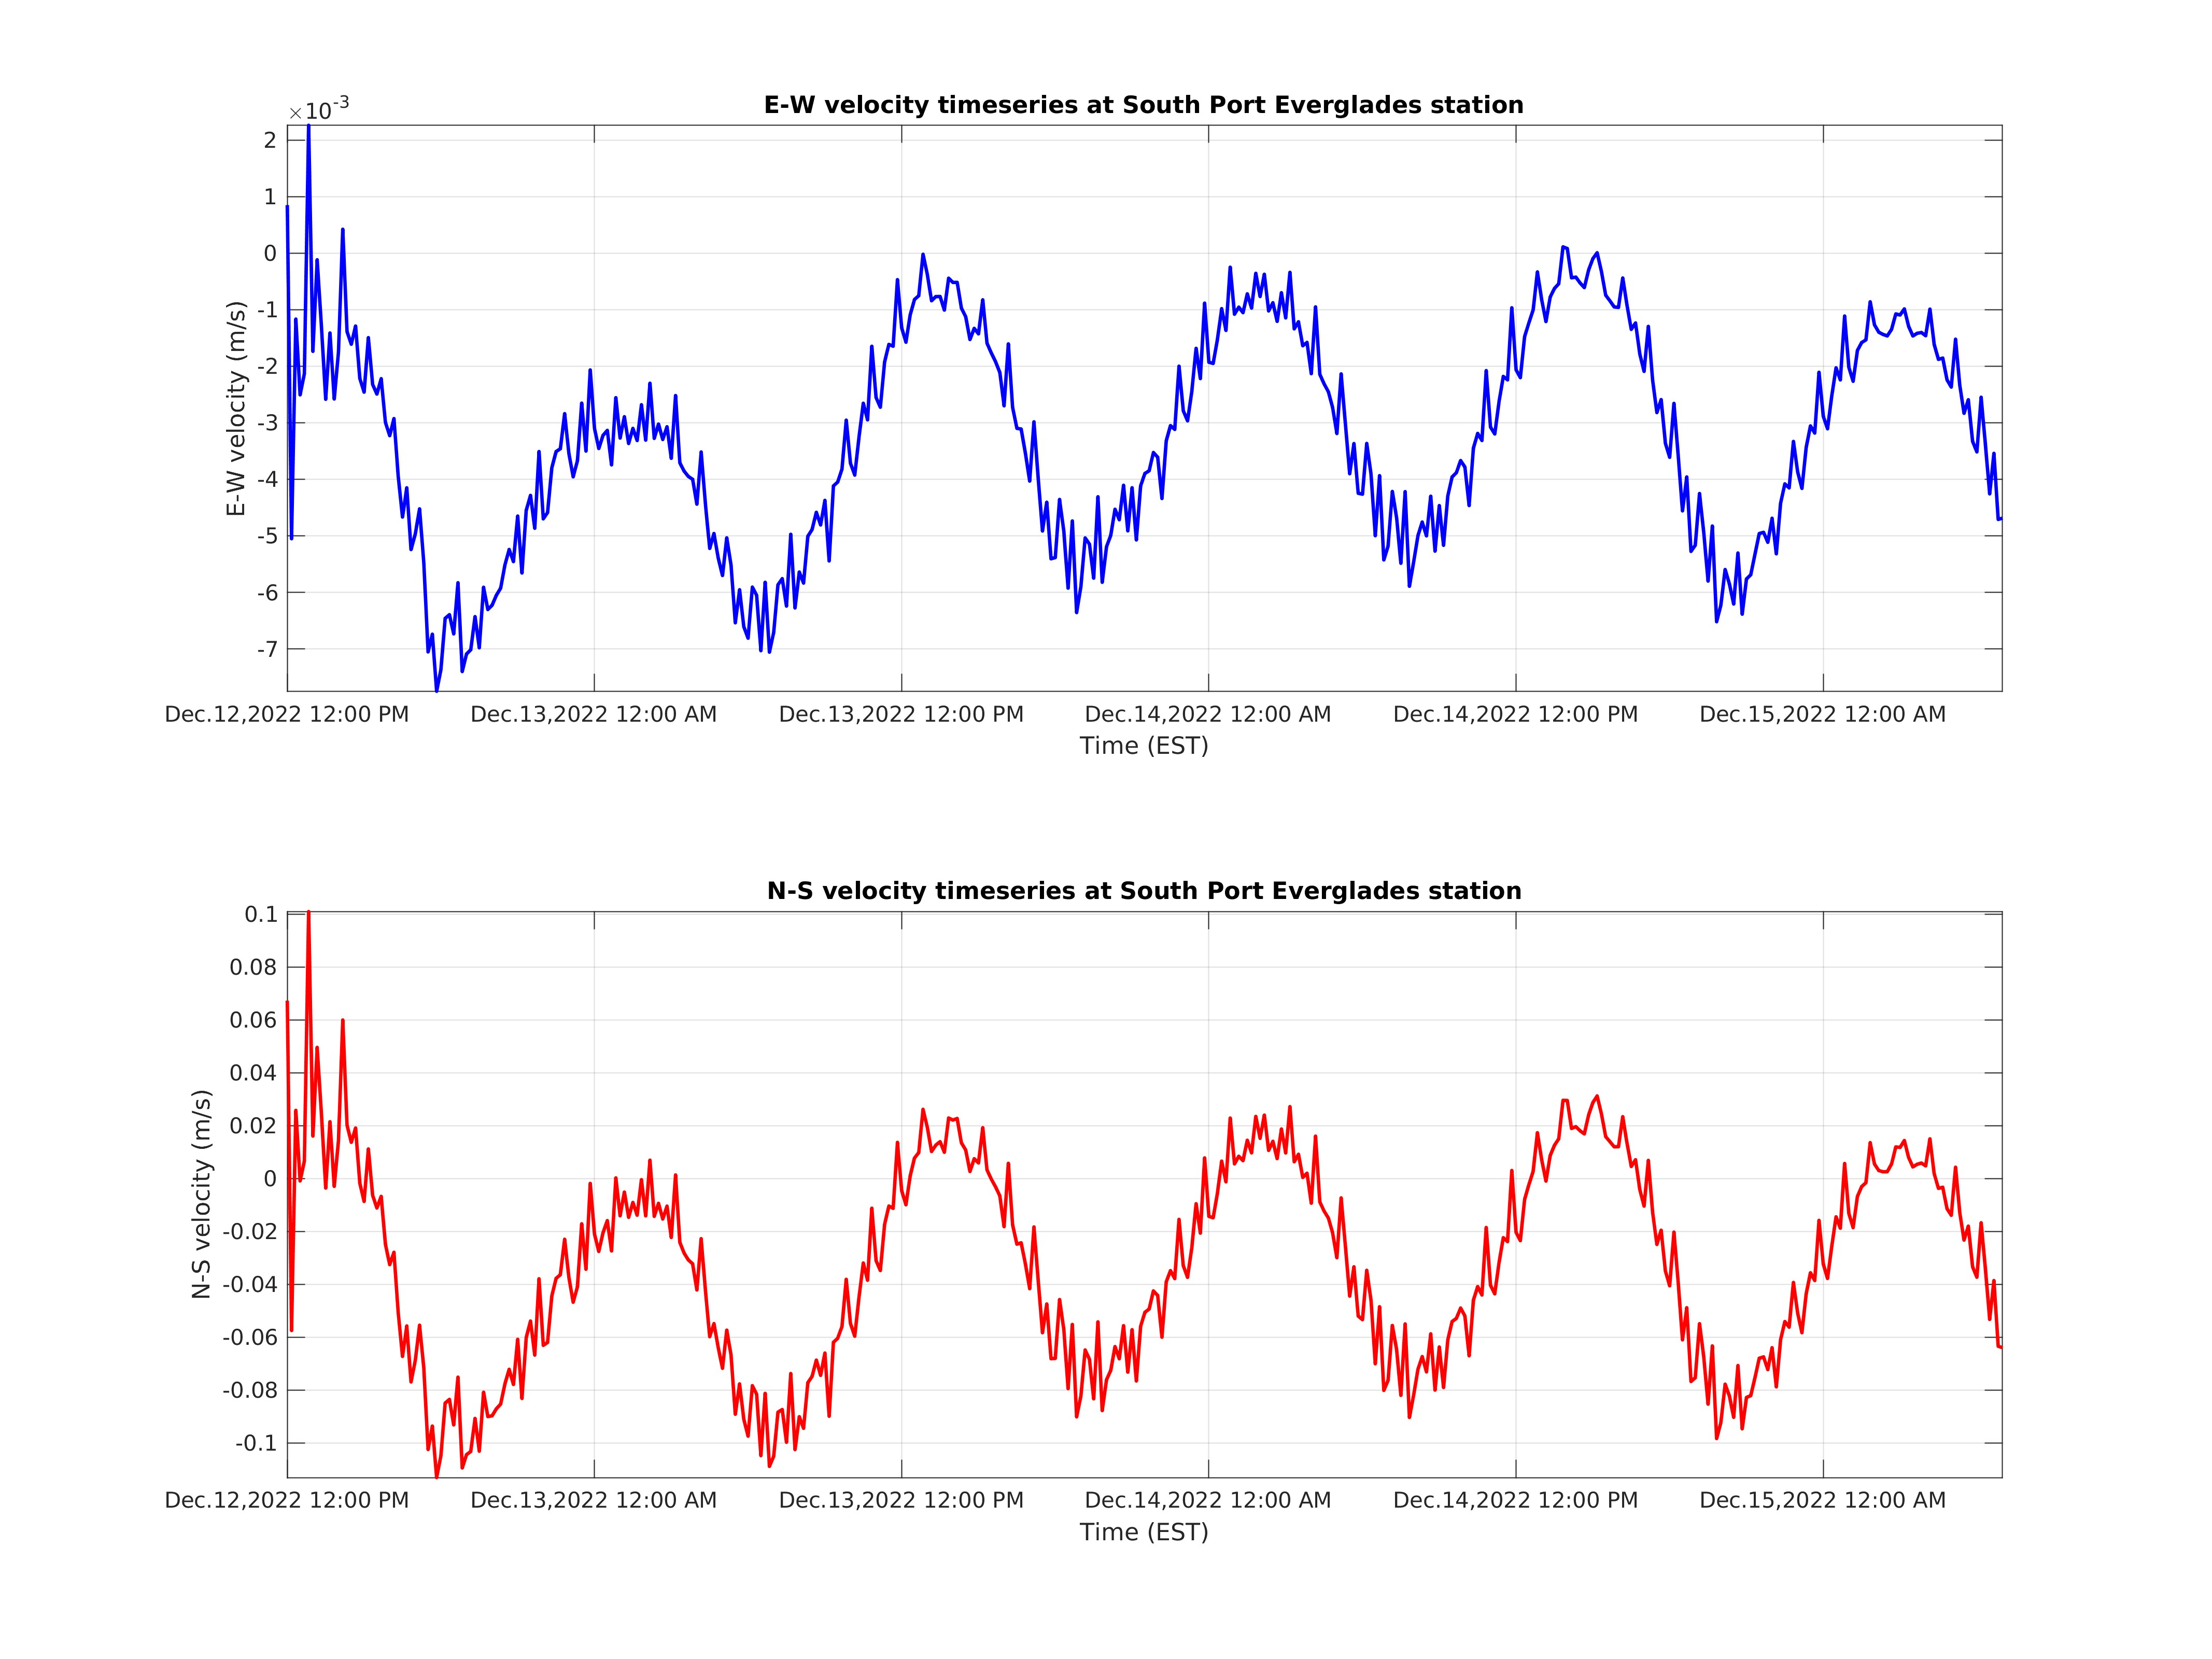 ×10-3
E-W velocity timeseries at South Port Everglades station
2
1
0
-1
-2
-3
-4
-5
-6
-7
E-W velocity (m/s)
Dec.12,2022 12:00 PM Dec.13,2022 12:00 AM Dec.13,2022 12:00 PM Dec.14,2022 12:00 AM Dec.14,2022 12:00 PM Dec.15,2022 12:00 AM
Time (EST)
N-S velocity timeseries at South Port Everglades station
0.1
0.08
0.06
0.04
0.02
0
-0.02
-0.04
-0.06
-0.08
-0.1
N-S velocity (m/s)
Dec.12,2022 12:00 PM Dec.13,2022 12:00 AM Dec.13,2022 12:00 PM Dec.14,2022 12:00 AM Dec.14,2022 12:00 PM Dec.15,2022 12:00 AM
Time (EST)